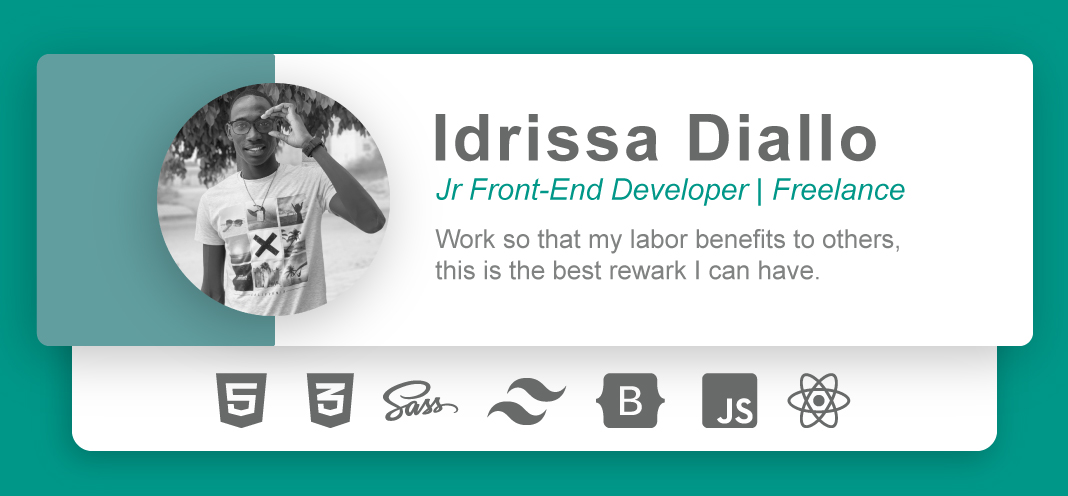 Idrissa Diallo
Jr Front-End Developer | Freelance
Work so that my labor benefits to others,
this is the best rewark I can have.
5 3 Sass B JS